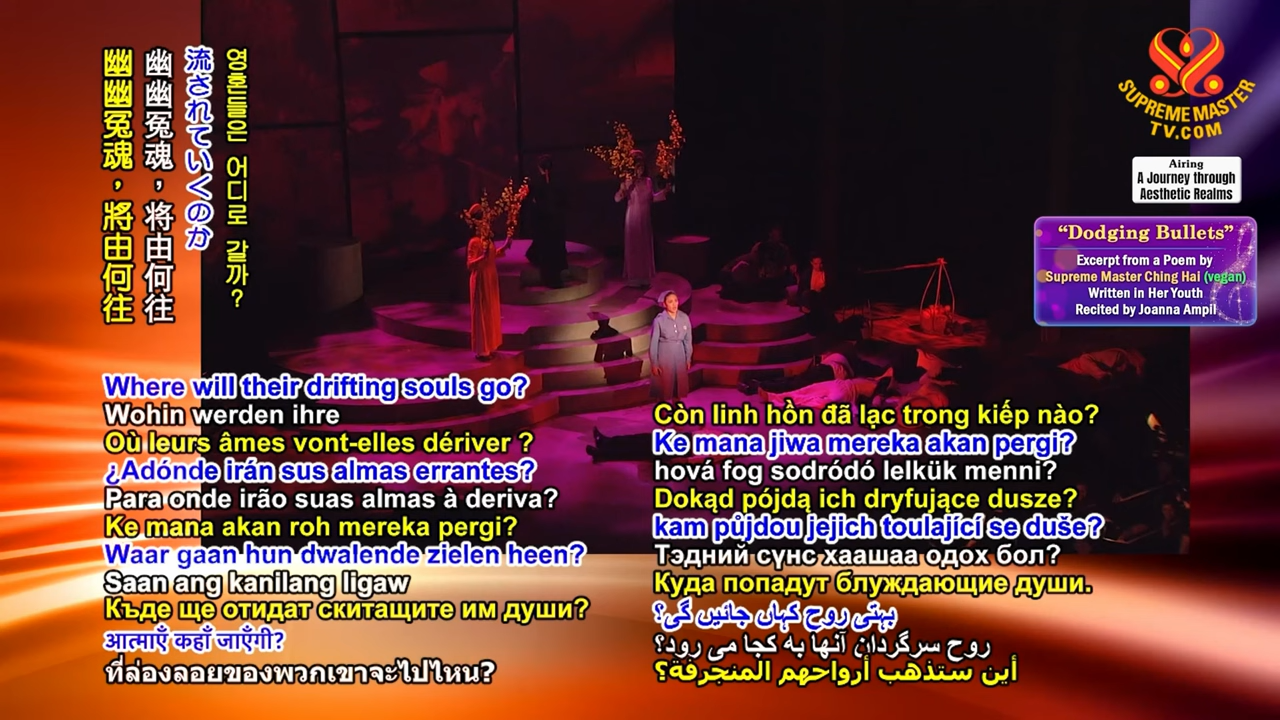 幽幽冤魂，將由何往
幽幽冤魂，将由何往
流されていくのか
영혼들은 어디로 갈까?
SUPREME MASTER
TV.COM
Airing
A Journey through
Aesthetic Realms
“Dodging Bullets”
Excerpt from a Poem by
Supreme Master Ching Hai (vegan)
Written in Her Youth
Recited by Joanna Ampil
Where will their drifting souls go?
Wohin werden ihre
Où leurs âmes vont-elles dériver ?
¿Adónde irán sus almas errantes?
Para onde irão suas almas à deriva?
Ke mana akan roh mereka pergi?
Waar gaan hun dwalende zielen heen?
Saan ang kanilang ligaw
Къде ще отидат скитащите им души?
आत्माएँ कहाँ जाएँगी?
ที่ล่องลอยของพวกเขาจะไปไหน?
Còn linh hồn đã lạc trong kiếp nào?
Ke mana jiwa mereka akan pergi?
hová fog sodródó lelkük menni?
Dokąd pójdą ich dryfujące dusze?
kam půjdou jejich toulající se duše?
Тэдний сүнс хаашаа одох бол?
Куда попадут блуждающие души.
بہتی روح کہاں جائیں گی؟
روح سرگردان آنها به کجا می رود؟
أين ستذهب أرواحهم المنجرفة؟